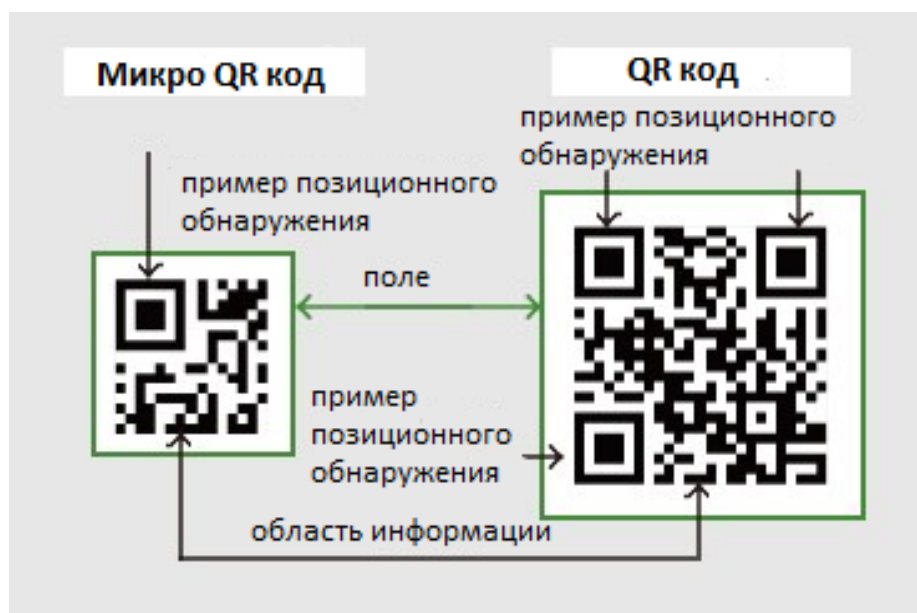 Микро QR код
QR код
пример позиционного
обнаружения
пример позиционного
обнаружения
поле
пример
позиционного
обнаружения
область информации